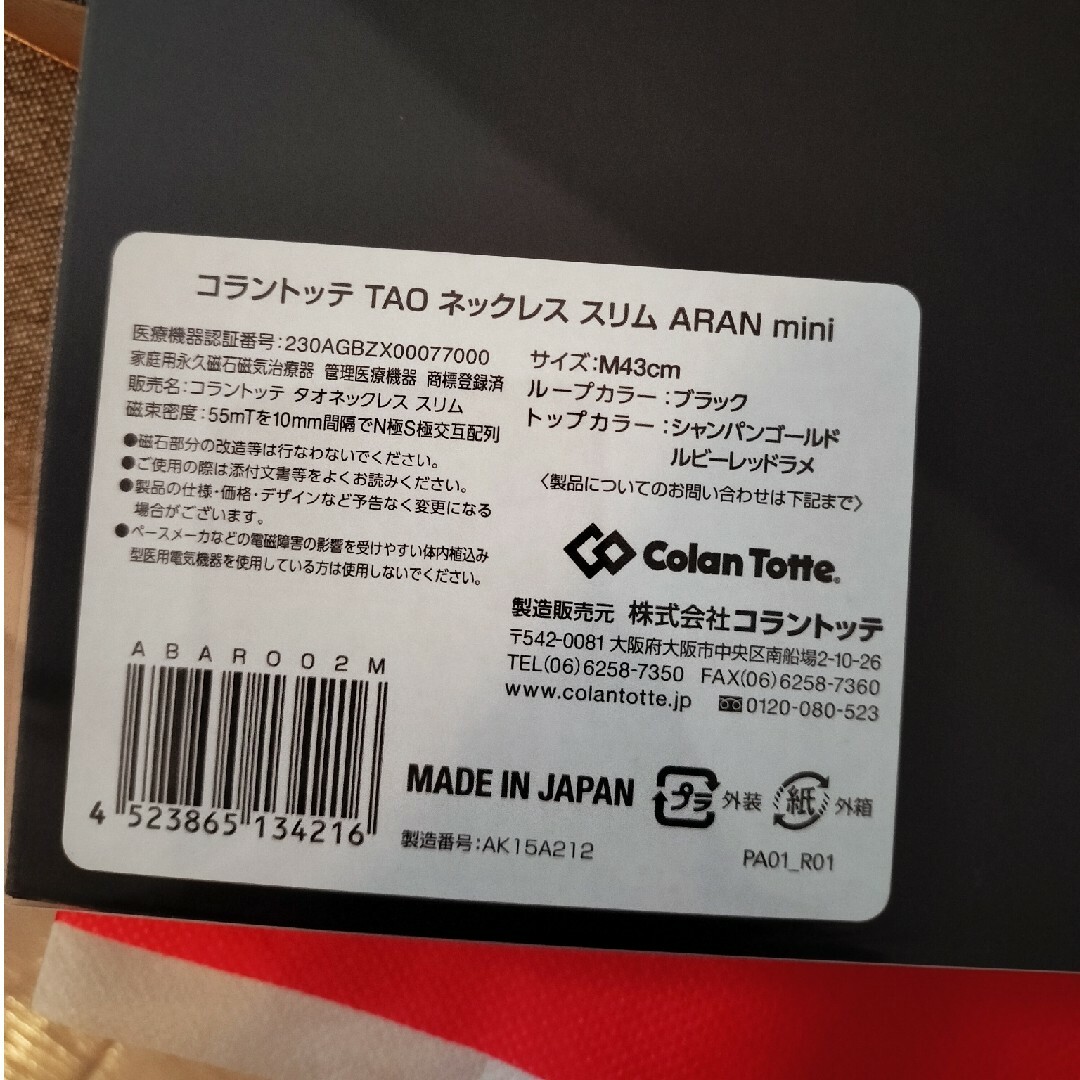 コラントッテ TAO ネックレス スリム ARAN mini
医療機器認証番号:230AGBZX00077000
家庭用永久磁石磁気治療器 管理医療機器 商標登録済
販売名:コラントッテ タオネックレス スリム
磁束密度:55mTを10mm間隔でN極S極交互配列
●磁石部分の改造等は行なわないでください。
●ご使用の際は添付文書等をよくお読みください。
●製品の仕様・価格・デザインなど予告なく変更になる
場合がございます。
●ペースメーカなどの電磁障害の影響を受けやすい体内植込み
型医用電気機器を使用している方は使用しないでください。
サイズ:M43cm
ループカラー:ブラック
トップカラー:シャンパンゴールド
ルビーレッドラメ
〈製品についてのお問い合わせは下記まで〉
Colan Totte.
製造販売元 株式会社コラントッテ
〒542-0081 大阪府大阪市中央区南船場2-10-26
TEL(06)6258-7350 FAX(06)6258-7360
www.colantotte.jp 0120-080-523
ABAR002M
4 523865 134216
MADE IN JAPAN
プラ 外装 紙 外箱
製造番号:AK15A212
PA01_R01